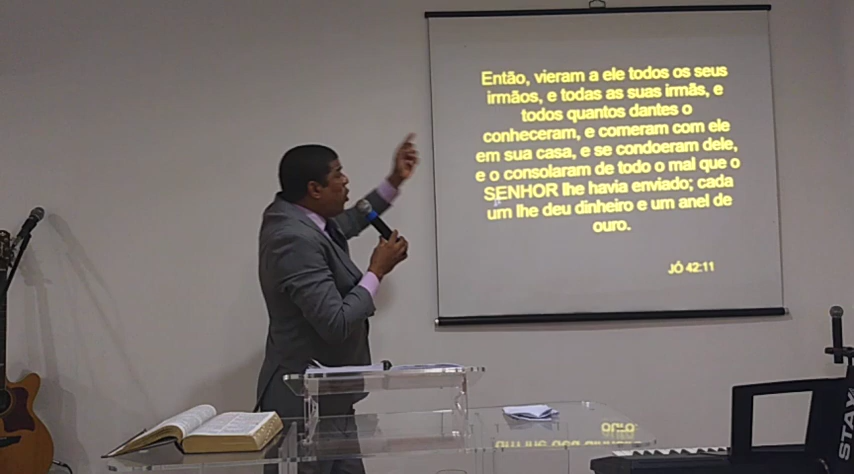 Então, vieram a ele todos os seus
irmãos, e todas as suas irmãs, e
todos quantos dantes o
conheceram, e comeram com ele
em sua casa, e se condoeram dele,
e o consolaram de todo o mal que o
SENHOR lhe havia enviado; cada
um lhe deu dinheiro e um anel de
ouro.
JÓ 42:11
STAY